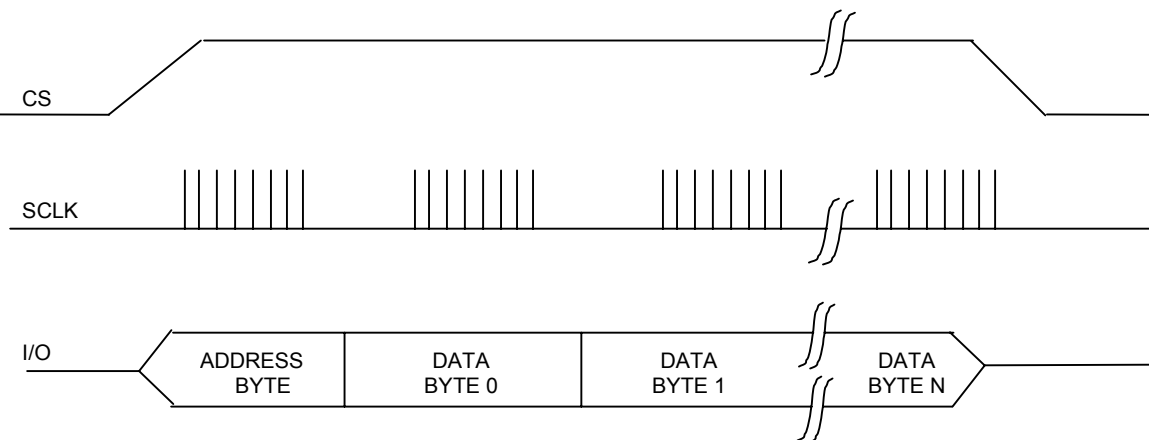 CS
SCLK
I/O
ADDRESS
BYTE
DATA
BYTE 0
DATA
BYTE 1
DATA
BYTE N